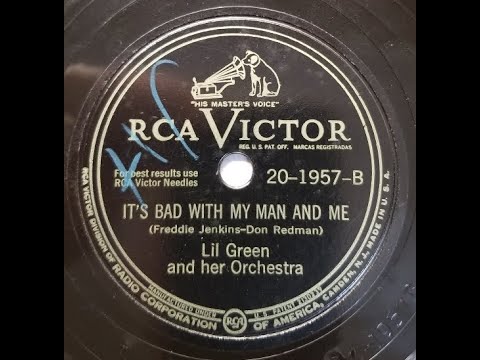 "HIS MASTER'S VOICE"
RCA VICTOR
REG. U.S. PAT. OFF. MARCAS REGISTRADAS
For best results use
RCA Victor Needles
20-1957-B
IT'S BAD WITH MY MAN AND ME
(Freddie Jenkins-Don Redman)
Lil Green
and her Orchestra
RCA VICTOR DIVISION OF RADIO CORPORATION OF AMERICA, CAMDEN, N. J. MADE IN U.S.A.
MANUFACTURED
RCA